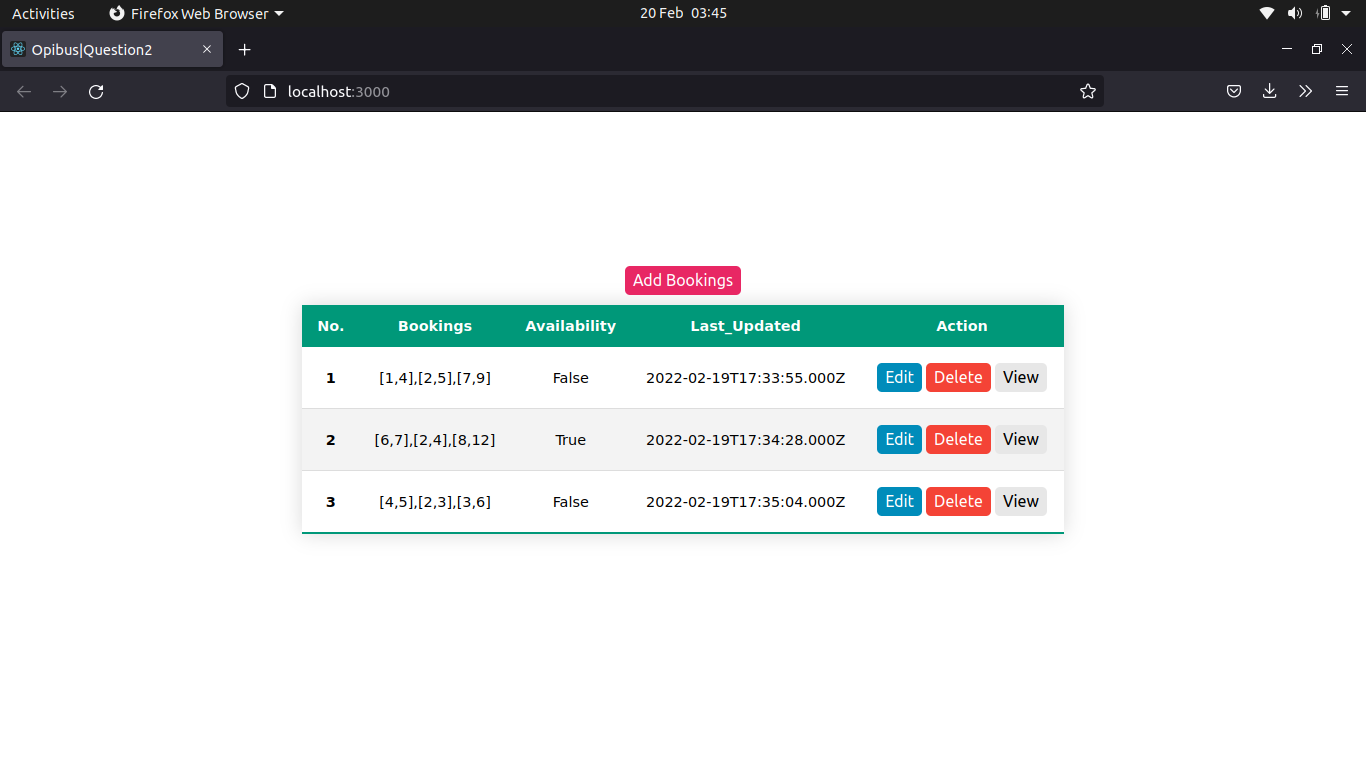 Activities Firefox Web Browser 20 Feb 03:45
Opibus|Question2
localhost:3000
Add Bookings
No. Bookings Availability Last_Updated Action
1 [1,4],[2,5],[7,9] False 2022-02-19T17:33:55.000Z Edit Delete View
2 [6,7],[2,4],[8,12] True 2022-02-19T17:34:28.000Z Edit Delete View
3 [4,5],[2,3],[3,6] False 2022-02-19T17:35:04.000Z Edit Delete View